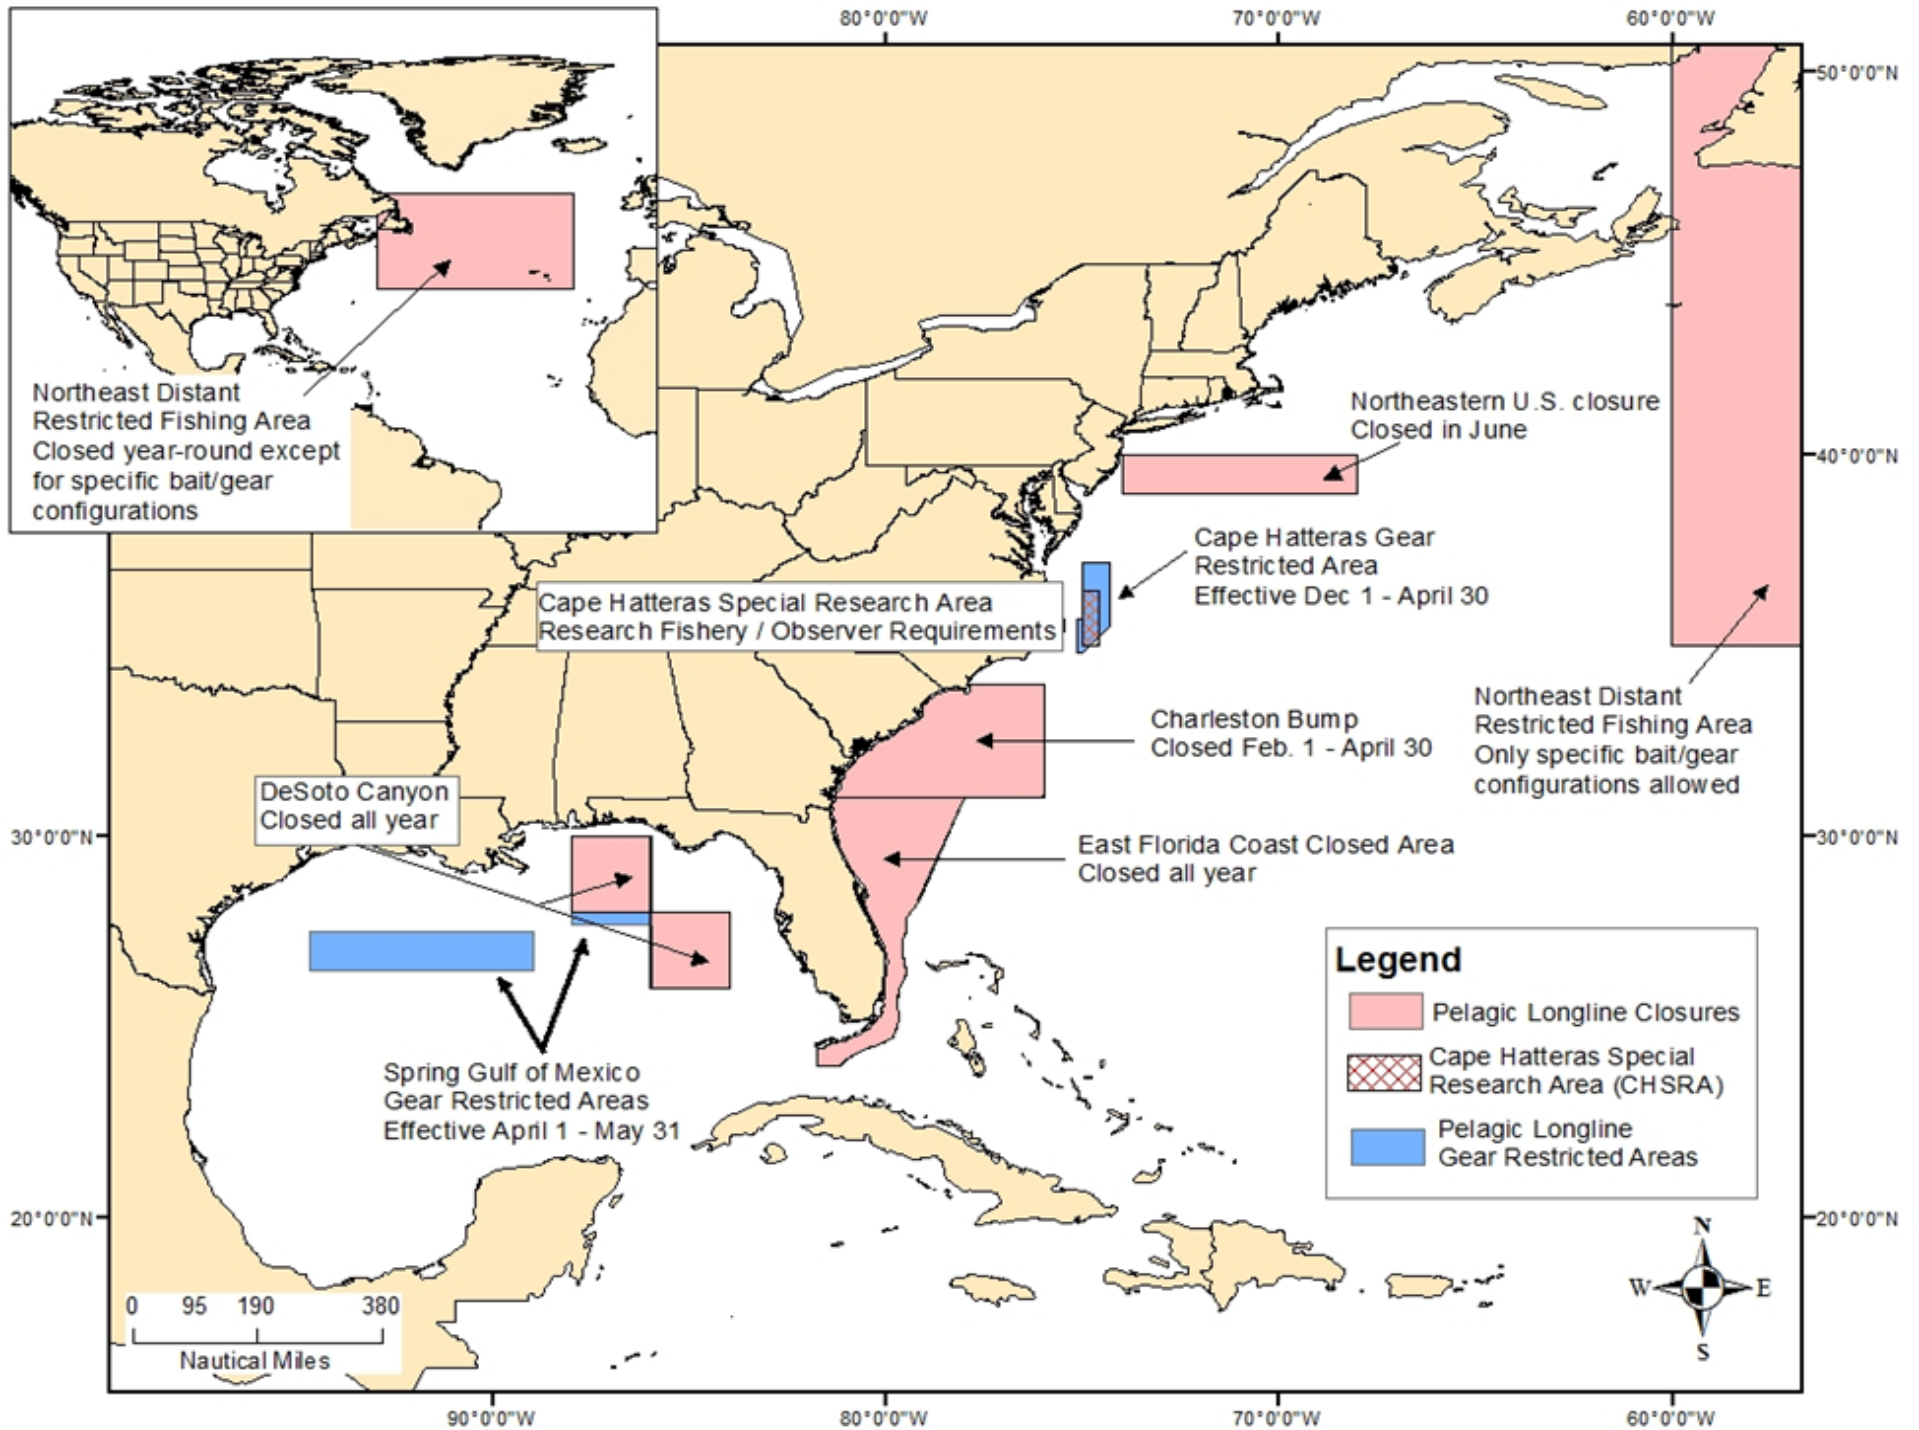 80°0'0"W
70°0'0"W
60°0'0"W
50°0'0"N
Northeast Distant
Restricted Fishing Area
Closed year-round except
for specific bait/gear
configurations
Northeastern U.S. closure
Closed in June
40°0'0"N
Cape Hatteras Gear
Restricted Area
Effective Dec 1 - April 30
Cape Hatteras Special Research Area
Research Fishery / Observer Requirements
Northeast Distant
Restricted Fishing Area
Only specific bait/gear
configurations allowed
Charleston Bump
Closed Feb. 1 - April 30
DeSoto Canyon
Closed all year
30°0'0"N
30°0'0"N
East Florida Coast Closed Area
Closed all year
Spring Gulf of Mexico
Gear Restricted Areas
Effective April 1 - May 31
Legend
Pelagic Longline Closures
Cape Hatteras Special
Research Area (CHSRA)
Pelagic Longline
Gear Restricted Areas
20°0'0"N
20°0'0"N
N
W
E
S
0 95 190 380
Nautical Miles
90°0'0"W
80°0'0"W
70°0'0"W
60°0'0"W